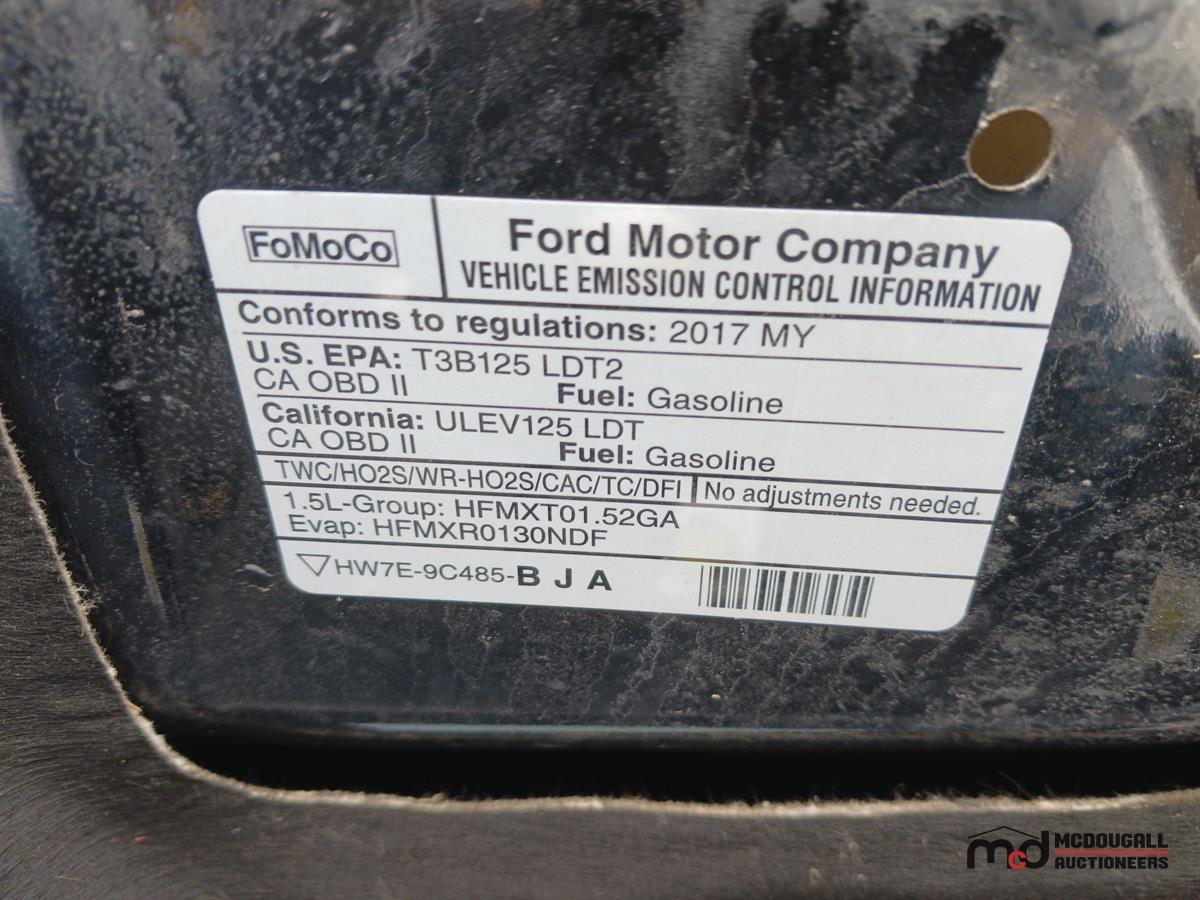 FoMoCo
Ford Motor Company
VEHICLE EMISSION CONTROL INFORMATION
Conforms to regulations: 2017 MY
U.S. EPA: T3B125 LDT2
CA OBD II Fuel: Gasoline
California: ULEV125 LDT
CA OBD II Fuel: Gasoline
TWC/HO2S/WR-HO2S/CAC/TC/DFI No adjustments needed.
1.5L-Group: HFMXT01.52GA
Evap: HFMXR0130NDF
HW7E-9C485-B J A
mcd MCDOUGALL
AUCTIONEERS